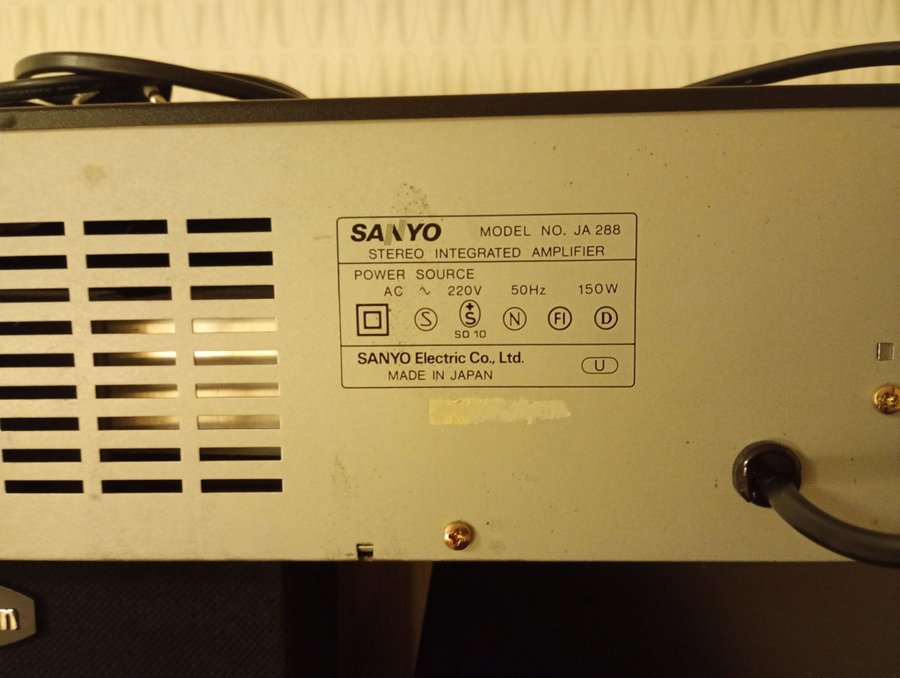 SANYO MODEL NO. JA 288
STEREO INTEGRATED AMPLIFIER
POWER SOURCE
AC ~ 220V 50Hz 150W
S +S N FI D
SD 10
SANYO Electric Co., Ltd.
MADE IN JAPAN U